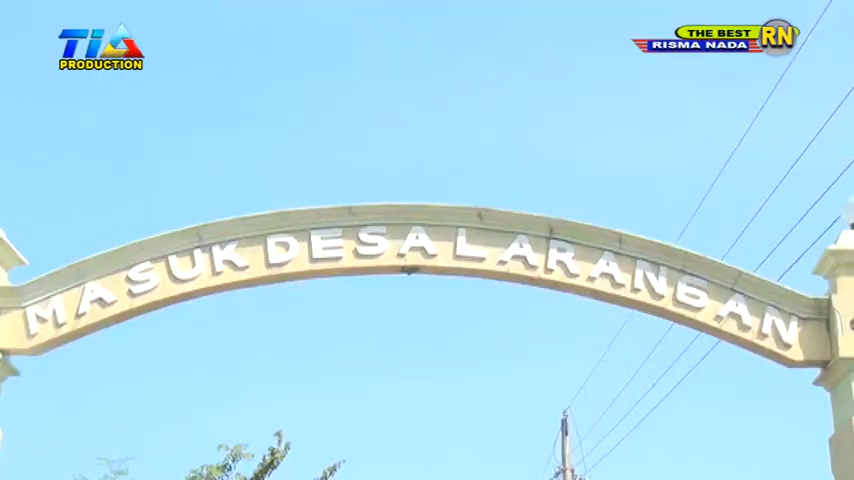 TIA
PRODUCTION
THE BEST
RISMA NADA
RN
MASUK DESA LARANGAN